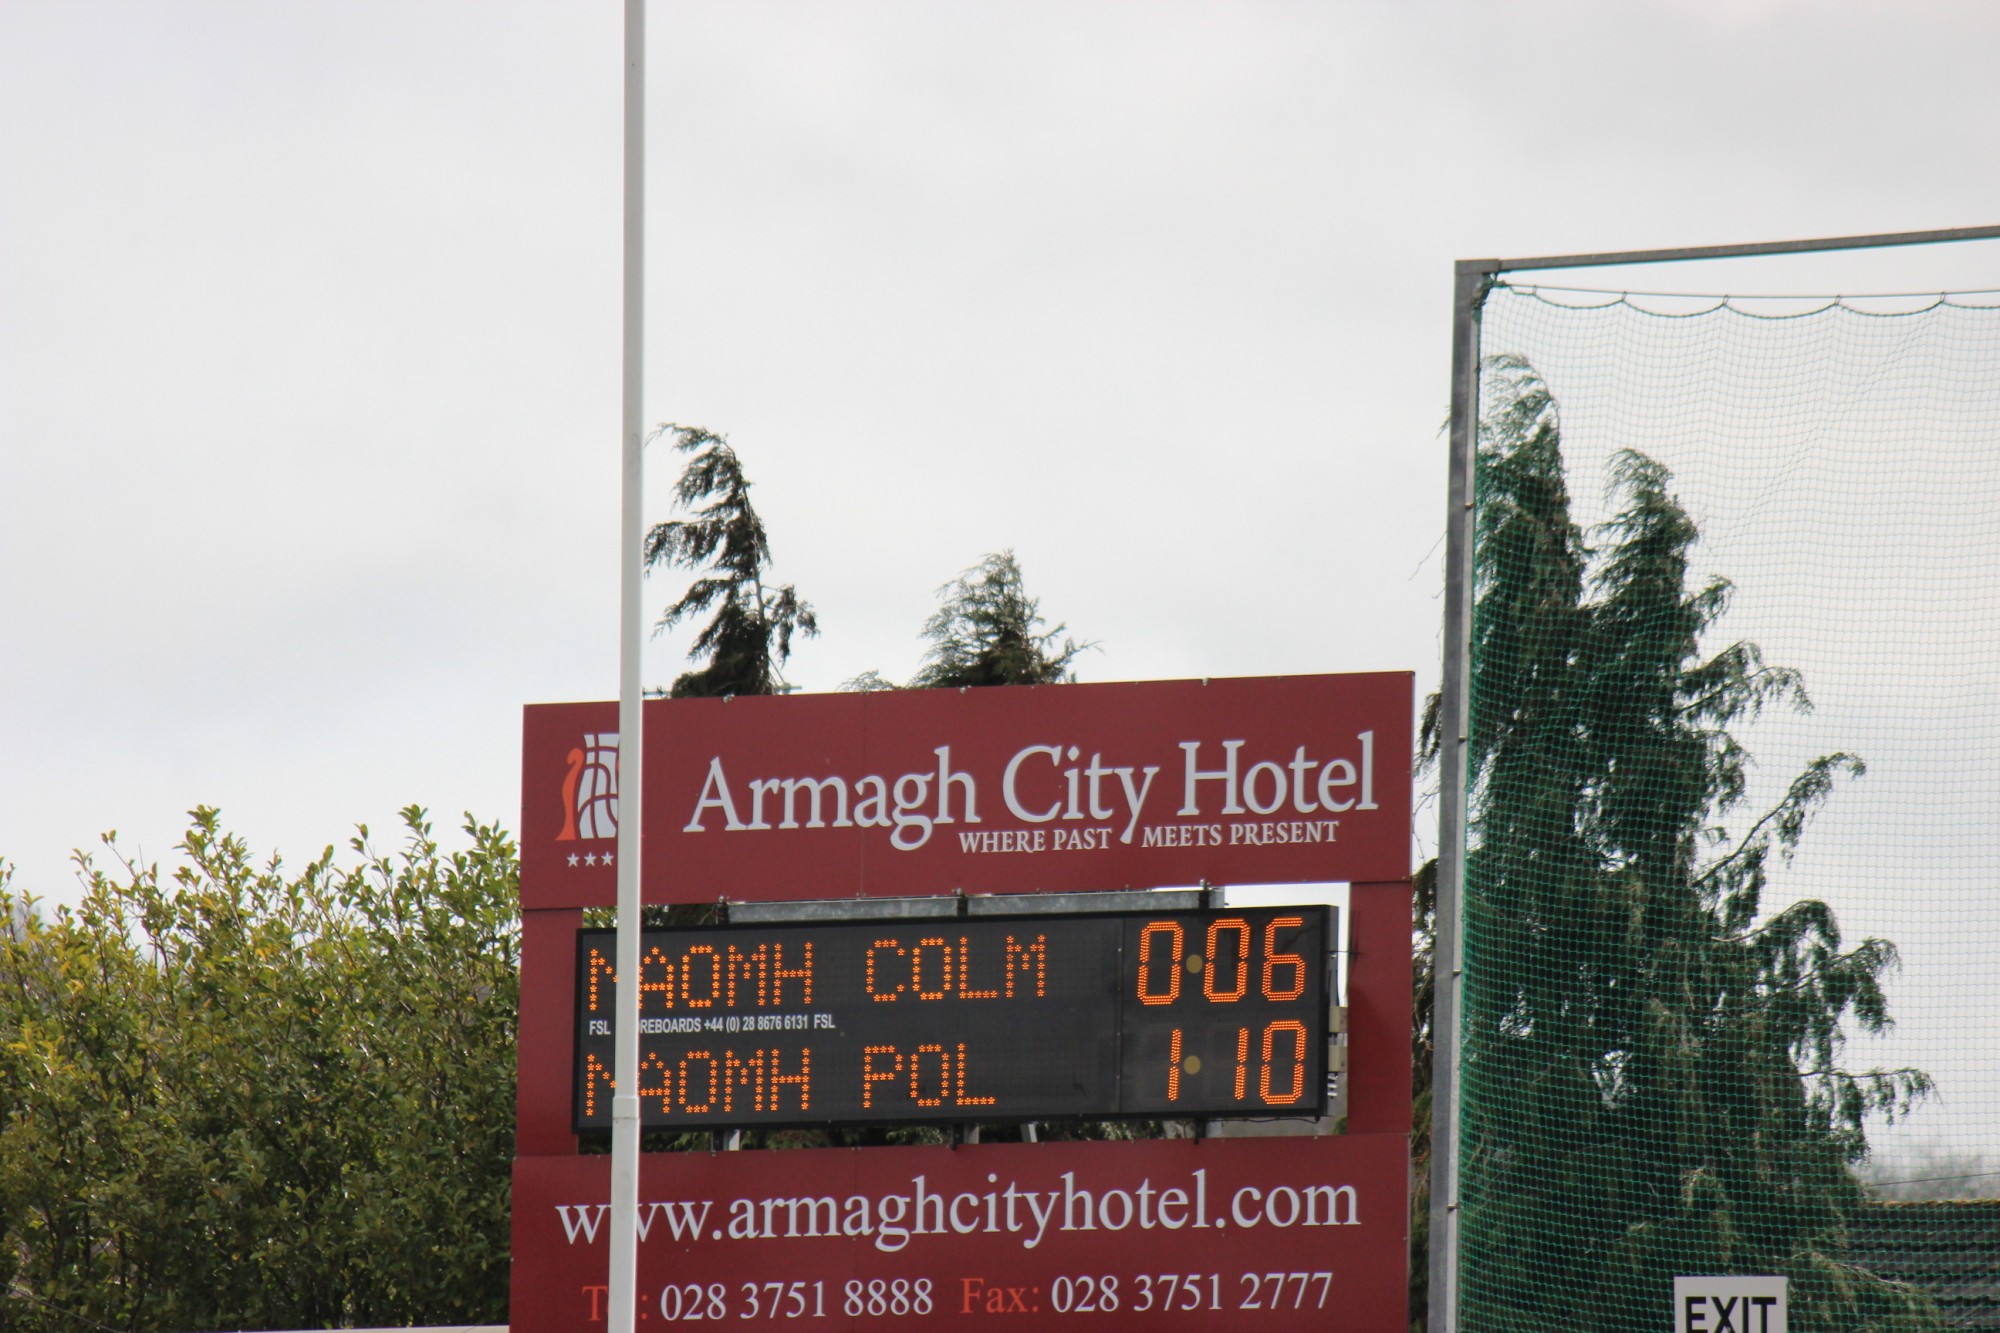 Armagh City Hotel
WHERE PAST MEETS PRESENT
NAOMH COLM 0:06
FSL REBOARDS +44 (0) 28 8676 6131 FSL
NAOMH POL 1:10
www.armaghcityhotel.com
028 3751 8888 Fax: 028 3751 2777
EXIT